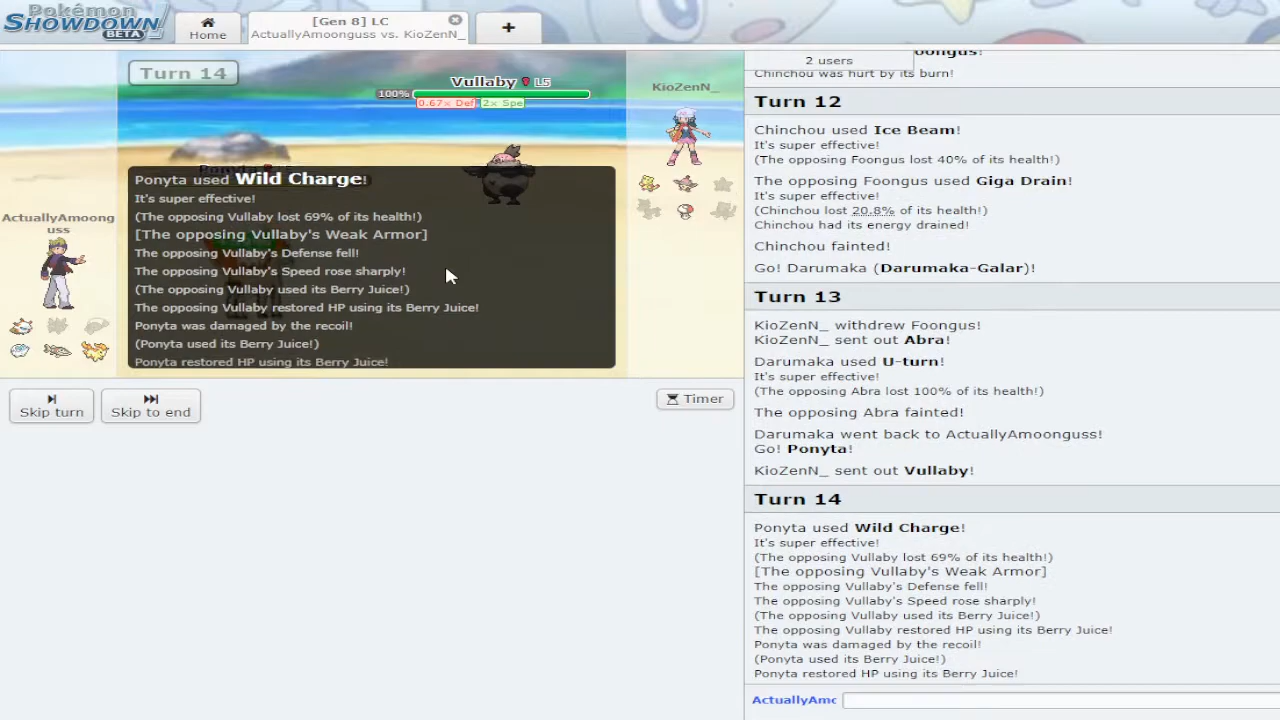 Pokémon
SHOWDOWN
BETA
Home
[Gen 8] LC
ActuallyAmoonguss vs. KioZenN_
+
Turn 14
Vullaby L5
100%
0.67× Def 2× Spe
KioZenN_
ActuallyAmoong
uss
Ponyta used Wild Charge!
It's super effective!
(The opposing Vullaby lost 69% of its health!)
[The opposing Vullaby's Weak Armor]
The opposing Vullaby's Defense fell!
The opposing Vullaby's Speed rose sharply!
(The opposing Vullaby used its Berry Juice!)
The opposing Vullaby restored HP using its Berry Juice!
Ponyta was damaged by the recoil!
(Ponyta used its Berry Juice!)
Ponyta restored HP using its Berry Juice!
Skip turn
Skip to end
Timer
2 users
Chinchou was hurt by its burn!
Turn 12
Chinchou used Ice Beam!
It's super effective!
(The opposing Foongus lost 40% of its health!)
The opposing Foongus used Giga Drain!
It's super effective!
(Chinchou lost 20.8% of its health!)
Chinchou had its energy drained!
Chinchou fainted!
Go! Darumaka (Darumaka-Galar)!
Turn 13
KioZenN_ withdrew Foongus!
KioZenN_ sent out Abra!
Darumaka used U-turn!
It's super effective!
(The opposing Abra lost 100% of its health!)
The opposing Abra fainted!
Darumaka went back to ActuallyAmoonguss!
Go! Ponyta!
KioZenN_ sent out Vullaby!
Turn 14
Ponyta used Wild Charge!
It's super effective!
(The opposing Vullaby lost 69% of its health!)
[The opposing Vullaby's Weak Armor]
The opposing Vullaby's Defense fell!
The opposing Vullaby's Speed rose sharply!
(The opposing Vullaby used its Berry Juice!)
The opposing Vullaby restored HP using its Berry Juice!
Ponyta was damaged by the recoil!
(Ponyta used its Berry Juice!)
Ponyta restored HP using its Berry Juice!
ActuallyAmc